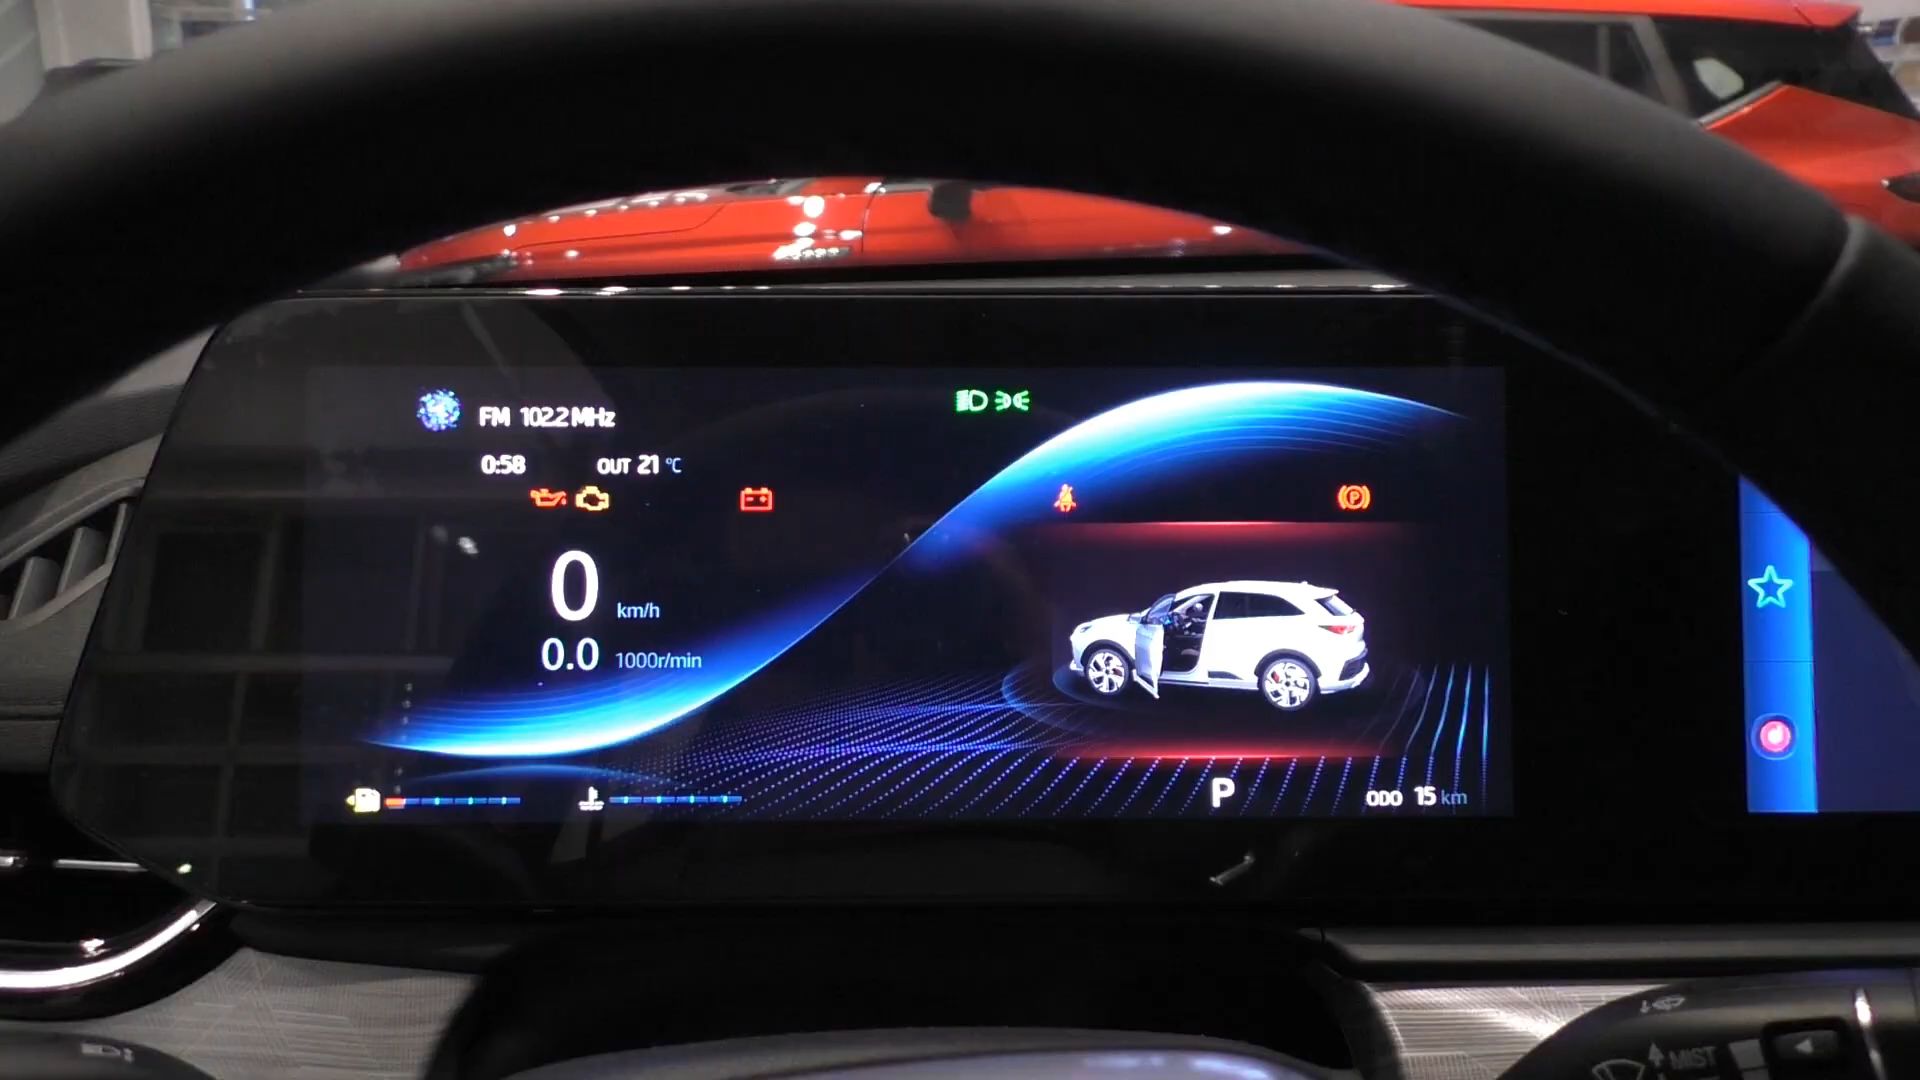 FM 102.2 MHz
0:58 OUT 21 °C
0 km/h
0.0 1000r/min
P ODO 15 km
MIST